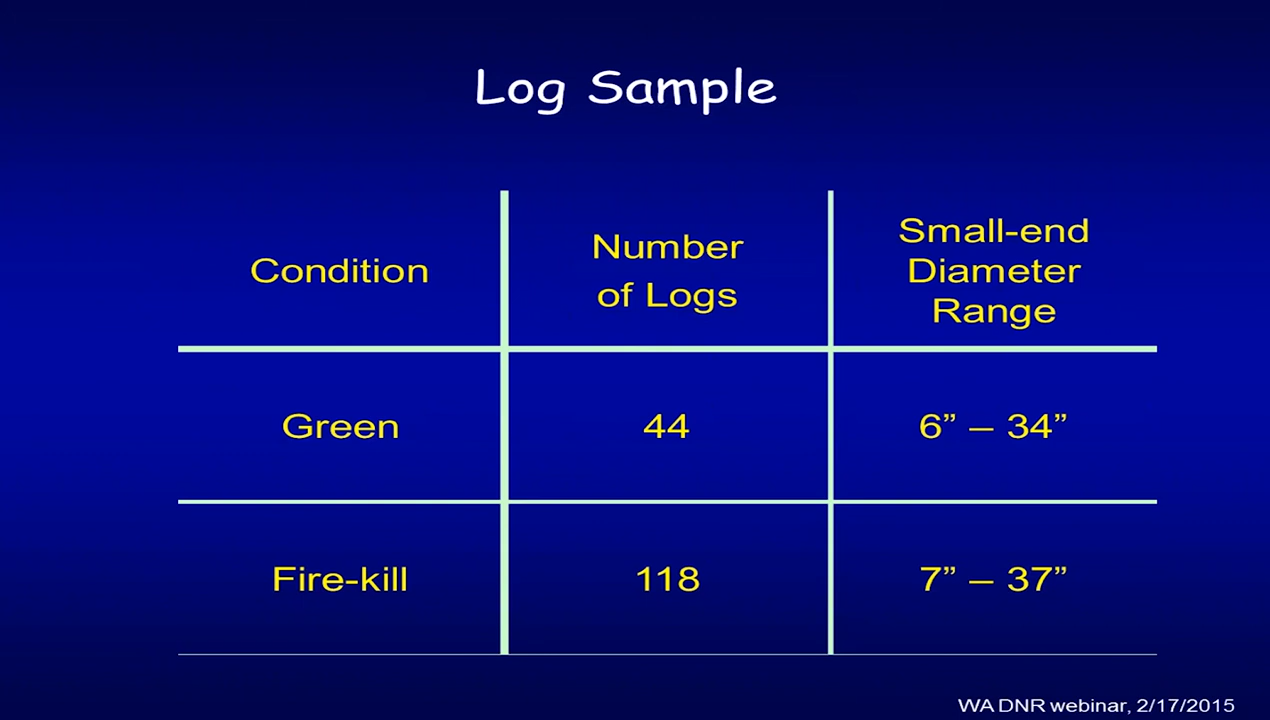 Log Sample
Condition
Number
of Logs
Small-end
Diameter
Range
Green
44
6” – 34”
Fire-kill
118
7” – 37”
WA DNR webinar, 2/17/2015